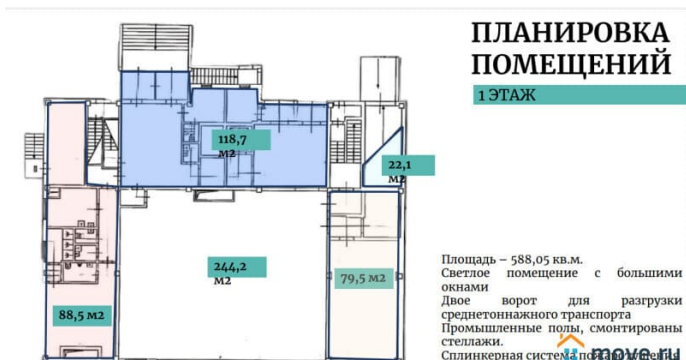 ПЛАНИРОВКА
ПОМЕЩЕНИЙ
1 ЭТАЖ
118,7
м2
22,1
м2
244,2
м2
79,5 м2
88,5 м2
Площадь – 588,05 кв.м.
Светлое помещение с большими
окнами
Двое ворот для разгрузки
среднетоннажного транспорта
Промышленные полы, смонтированы
стеллажи.
Сплинкерная система пожаротушения
move.ru